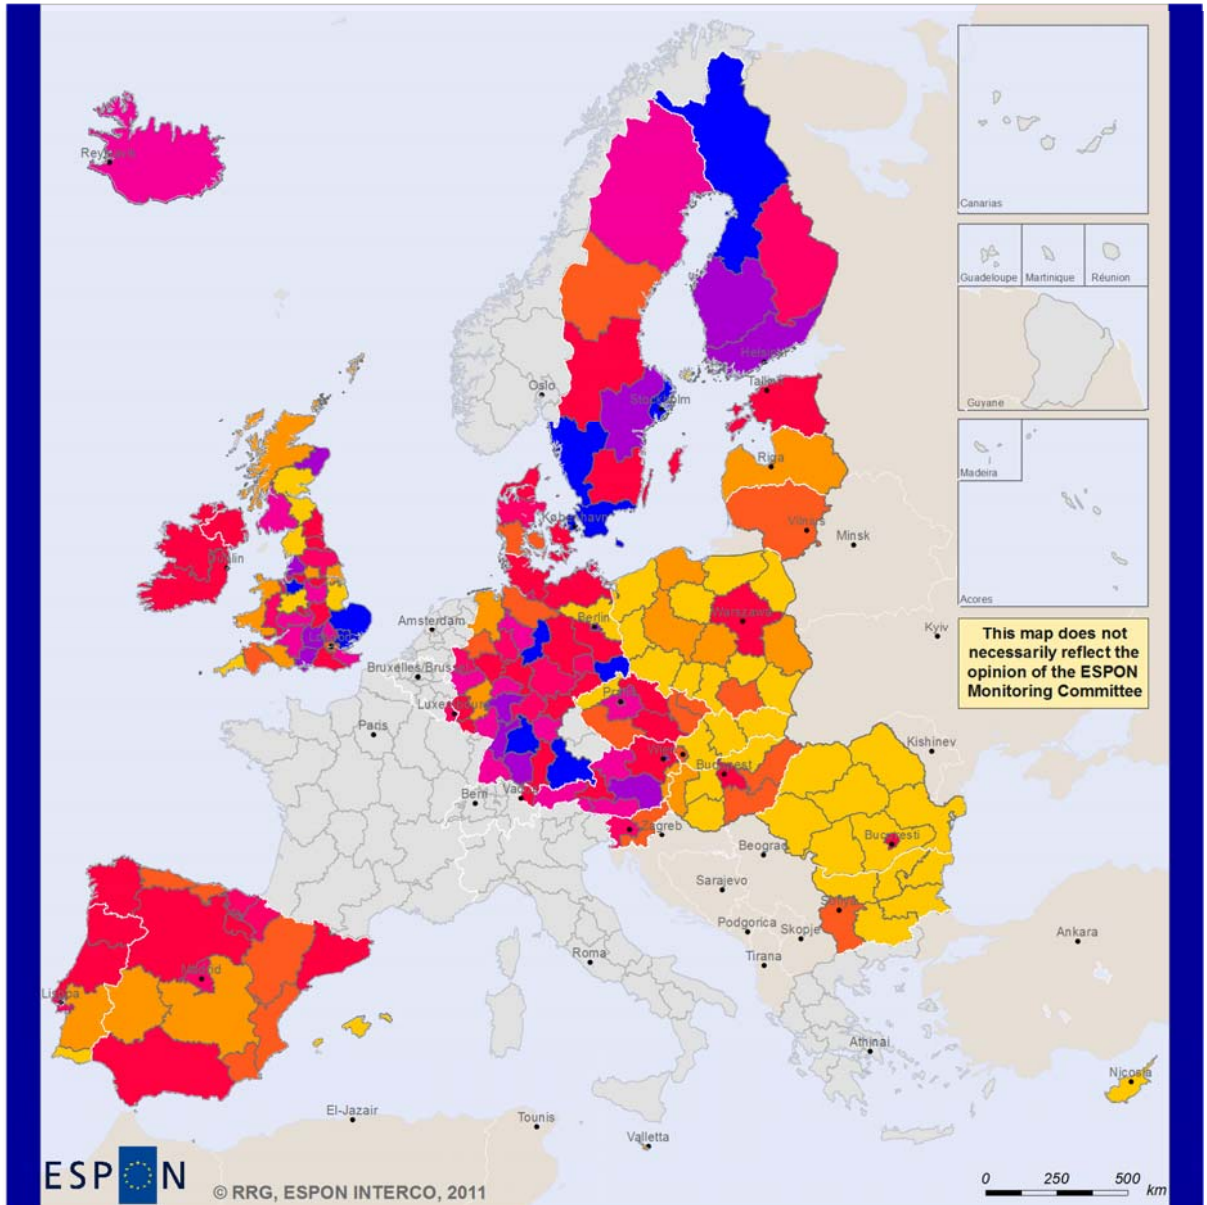 Reykjavik
Canarias
Guadeloupe
Martinique
Réunion
Helsinki
Oslo
Tallinn
Stockholm
Guyane
Riga
Madeira
København
Vilnius
Minsk
Dublin
Acores
Warszawa
Amsterdam
Berlin
Kyiv
This map does not
necessarily reflect the
opinion of the ESPON
Monitoring Committee
London
Bruxelles/Brussel
Praha
Luxembourg
Paris
Kishinev
Wien
Budapest
Bern
Vaduz
Zagreb
Bucuresti
Beograd
Sarajevo
Sofiya
Podgorica
Skopje
Ankara
Madrid
Roma
Tirana
Lisboa
Athinai
Nicosia
El-Jazair
Tounis
Valletta
ESPON
© RRG, ESPON INTERCO, 2011
0 250 500
km